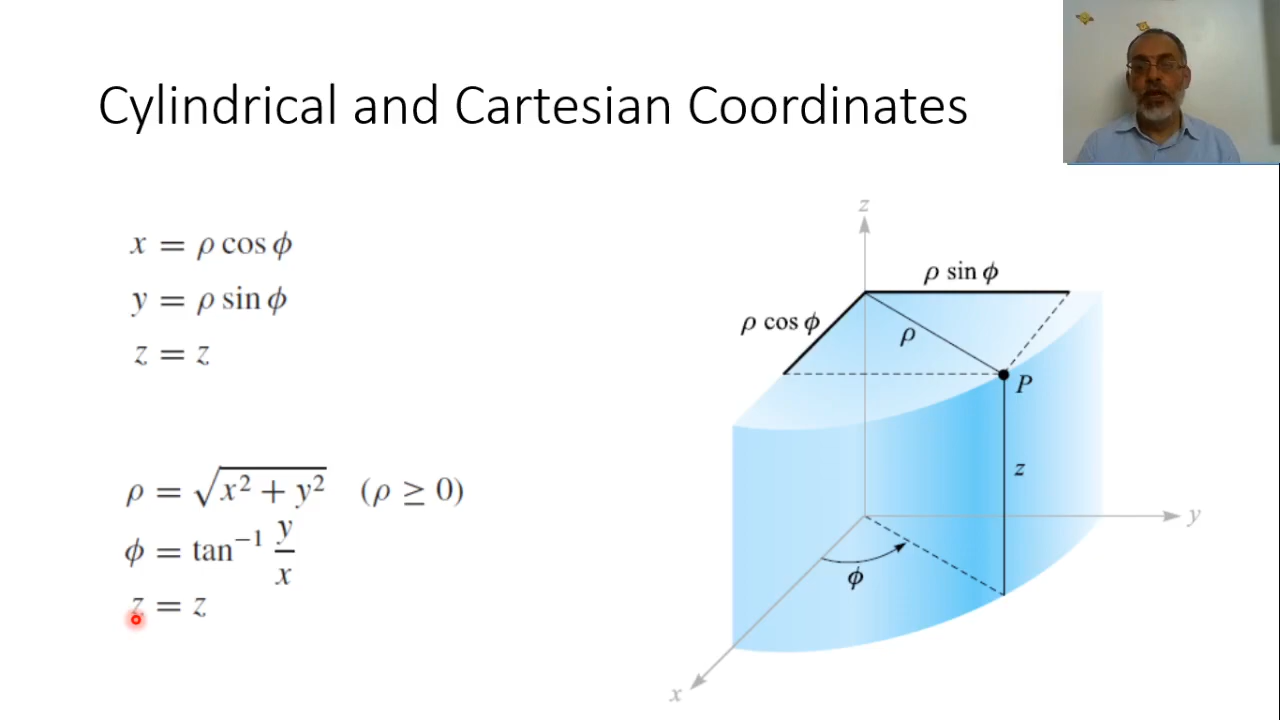 Cylindrical and Cartesian Coordinates
x = ρ cos ϕ
y = ρ sin ϕ
z = z
ρ = √x² + y² (ρ ≥ 0)
ϕ = tan⁻¹ y/x
z = z
z
ρ sin ϕ
ρ cos ϕ
ρ
P
z
y
ϕ
x